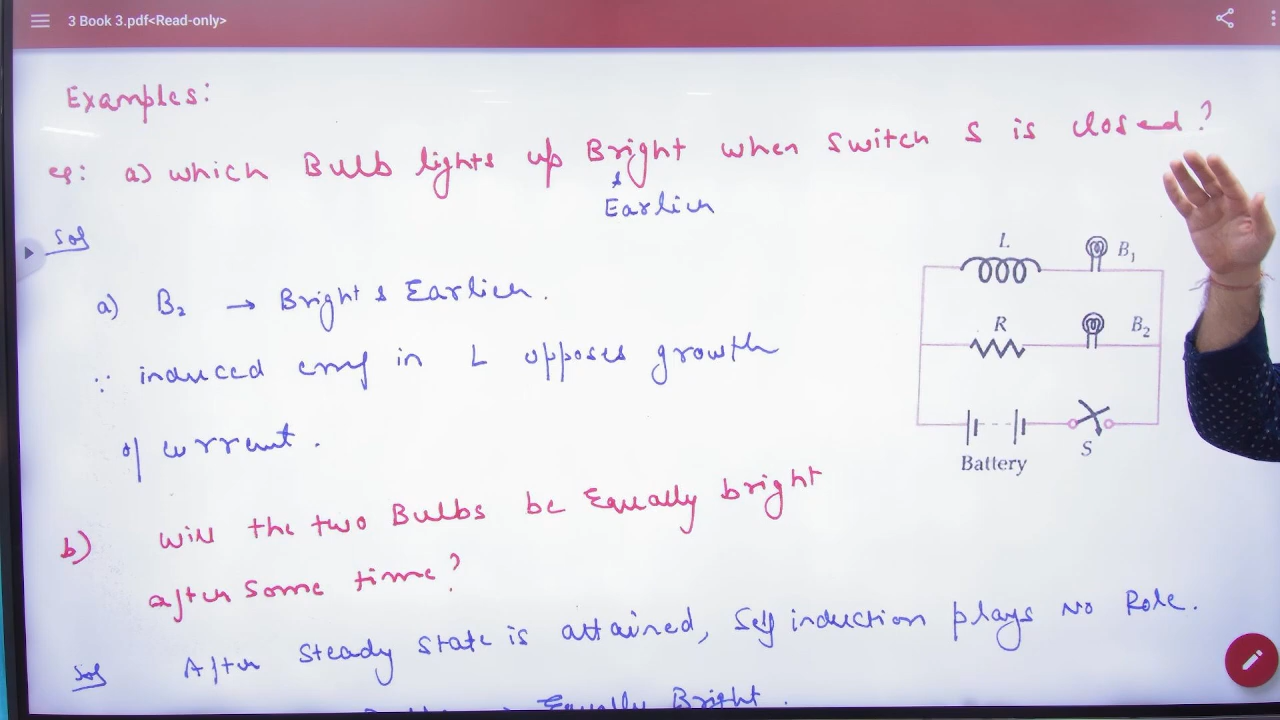 3 Book 3.pdf<Read-only>
Examples:
eg: a) which Bulb lights up Bright when switch S is closed?
& Earlier
Sol
a) B₂ → Bright & Earlier.
∵ induced emf in L opposes growth
of current.
L
B₁
R
B₂
Battery
S
b) will the two Bulbs be Equally bright
after some time?
Sol After steady state is attained, Self induction plays no Role.
Equally Bright.